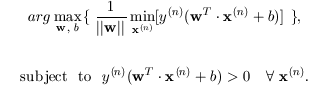 arg max_{w, b} { 1/||w|| min_{x^{(n)}} [y^{(n)}(w^T · x^{(n)} + b)] },
subject to y^{(n)}(w^T · x^{(n)} + b) > 0 ∀ x^{(n)}.